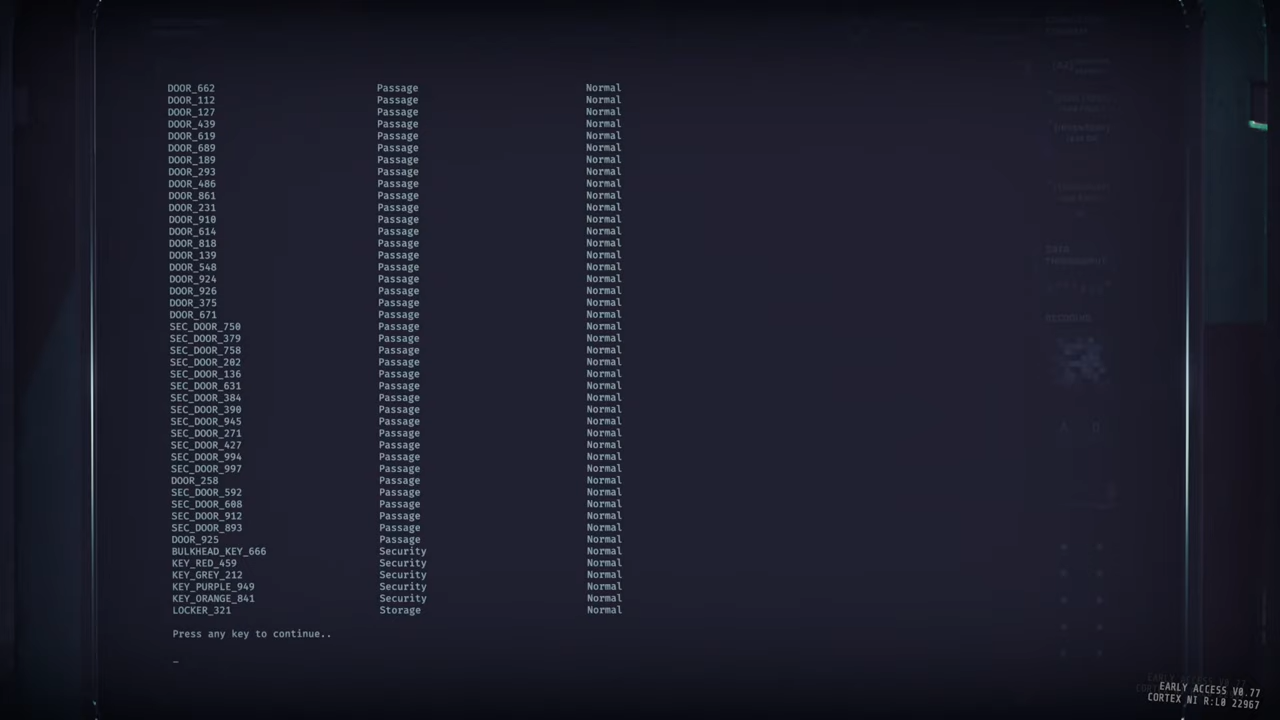 DOOR_662 Passage Normal
DOOR_112 Passage Normal
DOOR_127 Passage Normal
DOOR_439 Passage Normal
DOOR_619 Passage Normal
DOOR_689 Passage Normal
DOOR_189 Passage Normal
DOOR_293 Passage Normal
DOOR_486 Passage Normal
DOOR_861 Passage Normal
DOOR_231 Passage Normal
DOOR_910 Passage Normal
DOOR_614 Passage Normal
DOOR_818 Passage Normal
DOOR_139 Passage Normal
DOOR_548 Passage Normal
DOOR_924 Passage Normal
DOOR_926 Passage Normal
DOOR_375 Passage Normal
DOOR_671 Passage Normal
SEC_DOOR_750 Passage Normal
SEC_DOOR_379 Passage Normal
SEC_DOOR_758 Passage Normal
SEC_DOOR_202 Passage Normal
SEC_DOOR_136 Passage Normal
SEC_DOOR_631 Passage Normal
SEC_DOOR_384 Passage Normal
SEC_DOOR_390 Passage Normal
SEC_DOOR_945 Passage Normal
SEC_DOOR_271 Passage Normal
SEC_DOOR_427 Passage Normal
SEC_DOOR_994 Passage Normal
SEC_DOOR_997 Passage Normal
DOOR_258 Passage Normal
SEC_DOOR_592 Passage Normal
SEC_DOOR_608 Passage Normal
SEC_DOOR_912 Passage Normal
SEC_DOOR_893 Passage Normal
DOOR_925 Passage Normal
BULKHEAD_KEY_666 Security Normal
KEY_RED_459 Security Normal
KEY_GREY_212 Security Normal
KEY_PURPLE_949 Security Normal
KEY_ORANGE_841 Security Normal
LOCKER_321 Storage Normal
Press any key to continue..
_
EARLY ACCESS V0.77
CORTEX NI R:L0 22967